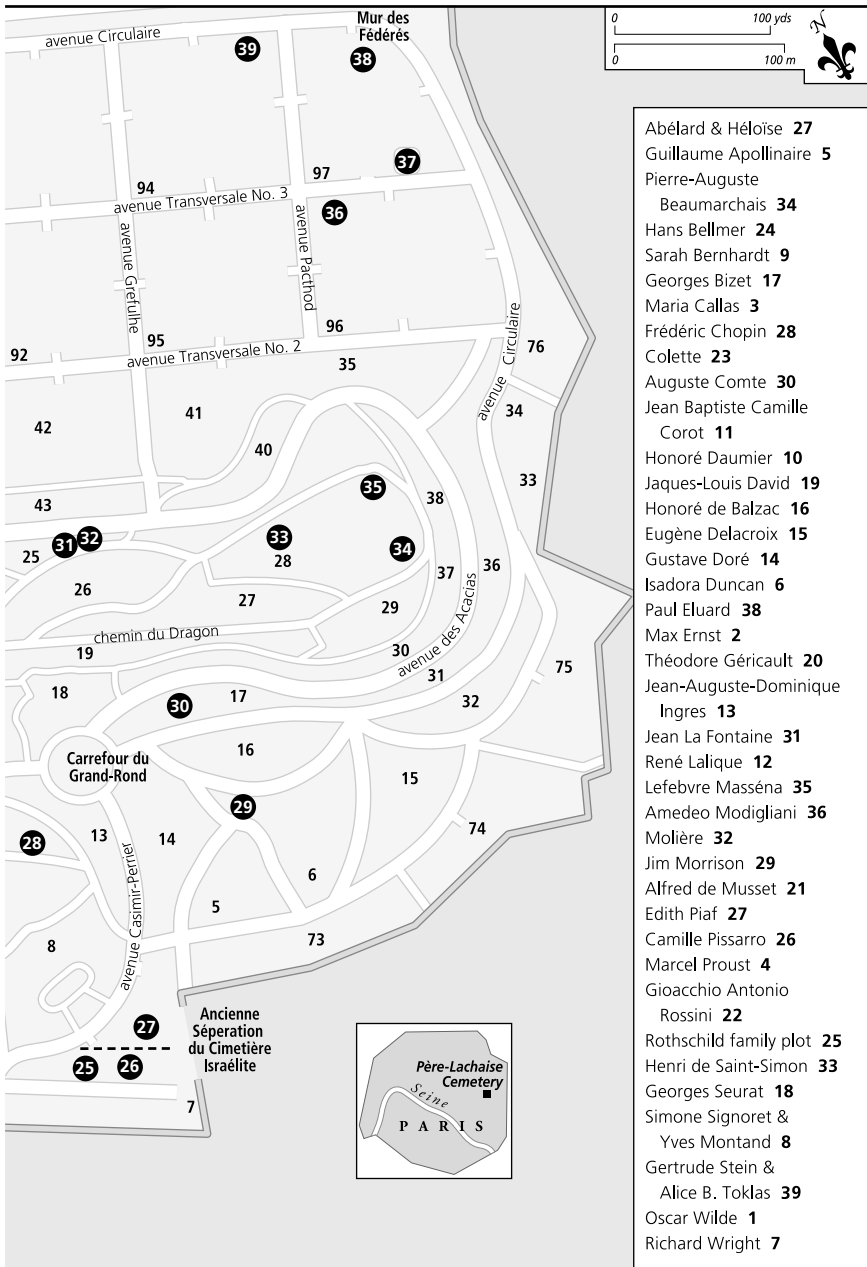 Mur des
Fédérés
avenue Circulaire
39
38
37
94
97
avenue Transversale No. 3
36
avenue Grefulhe
avenue Pacthod
92
95
96
avenue Transversale No. 2
35
76
avenue Circulaire
34
42
41
40
33
43
35
38
31
32
33
34
25
28
36
37
26
27
29
chemin du Dragon
19
30
avenue des Acacias
31
75
18
30
17
32
Carrefour du
Grand-Rond
16
15
29
28
13
14
74
6
avenue Casimir-Perrier
5
8
73
Ancienne
Séperation
du Cimetière
Israélite
27
25
26
7
Père-Lachaise
Cemetery
Seine
PARIS
0 100 yds
0 100 m
N
Abélard & Héloïse 27
Guillaume Apollinaire 5
Pierre-Auguste
Beaumarchais 34
Hans Bellmer 24
Sarah Bernhardt 9
Georges Bizet 17
Maria Callas 3
Frédéric Chopin 28
Colette 23
Auguste Comte 30
Jean Baptiste Camille
Corot 11
Honoré Daumier 10
Jaques-Louis David 19
Honoré de Balzac 16
Eugène Delacroix 15
Gustave Doré 14
Isadora Duncan 6
Paul Eluard 38
Max Ernst 2
Théodore Géricault 20
Jean-Auguste-Dominique
Ingres 13
Jean La Fontaine 31
René Lalique 12
Lefebvre Masséna 35
Amedeo Modigliani 36
Molière 32
Jim Morrison 29
Alfred de Musset 21
Edith Piaf 27
Camille Pissarro 26
Marcel Proust 4
Gioacchio Antonio
Rossini 22
Rothschild family plot 25
Henri de Saint-Simon 33
Georges Seurat 18
Simone Signoret &
Yves Montand 8
Gertrude Stein &
Alice B. Toklas 39
Oscar Wilde 1
Richard Wright 7